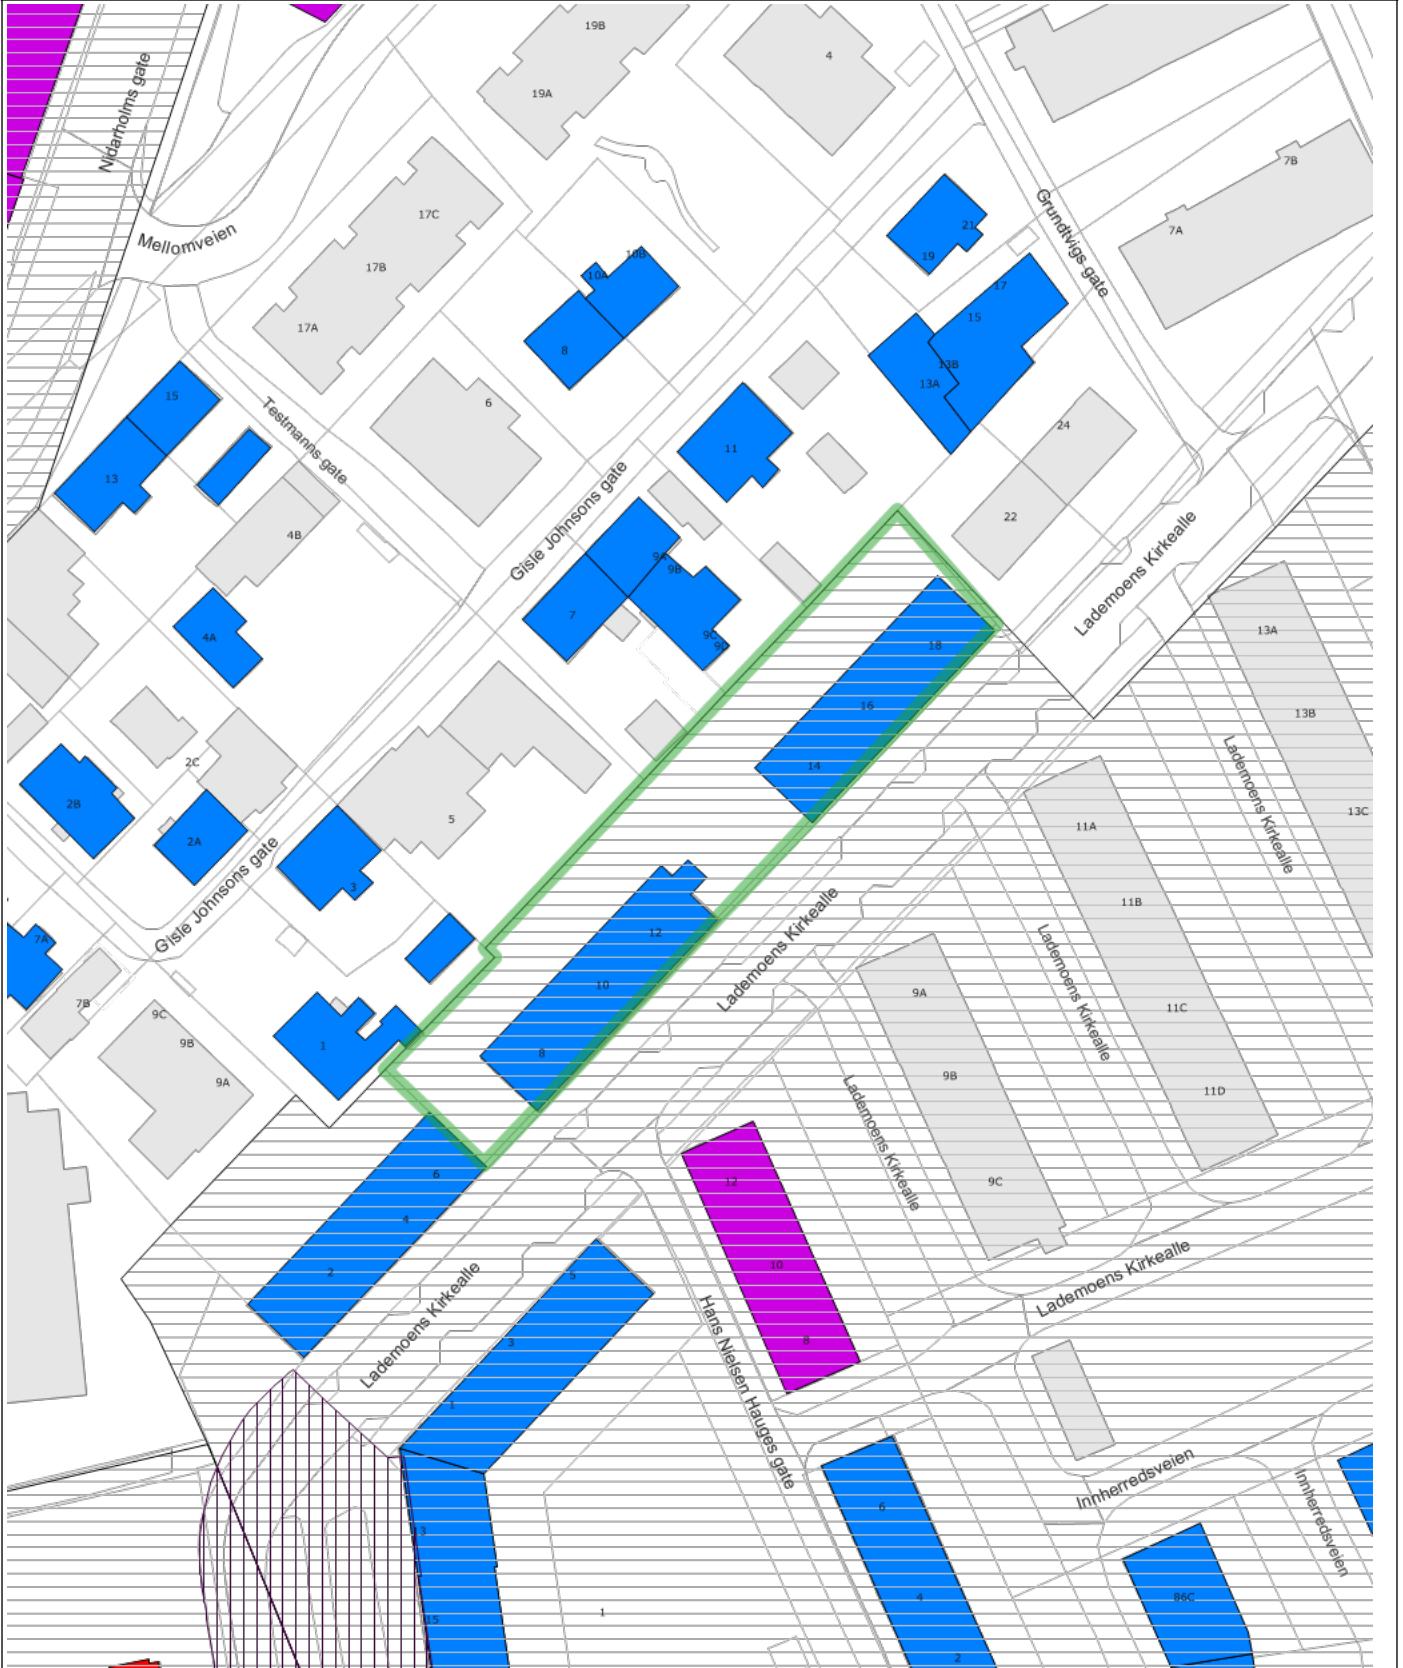 19B
4
19A
Nidarholms gate
7B
17C
Grundtvigs gate
21
7A
Mellomveien
10B
19
17B
10A
17
15
17A
8
13B
13A
15
6
Testmanns gate
24
11
13
Gisle Johnsons gate
22
4B
Lademoens Kirkealle
9A
9B
7
13A
4A
9C
18
16
13B
Lademoens Kirkealle
2C
14
2B
13C
5
11A
2A
Gisle Johnsons gate
3
11B
Lademoens Kirkealle
12
7A
Lademoens Kirkealle
10
9A
7B
11C
9C
9B
1
8
9B
9A
11D
Lademoens Kirkealle
6
12
9C
4
Lademoens Kirkealle
2
5
10
Lademoens Kirkealle
Hans Nielsen Hauges gate
3
8
1
Innherredsveien
6
Innherredsveien
13
4
86C
1
15
2